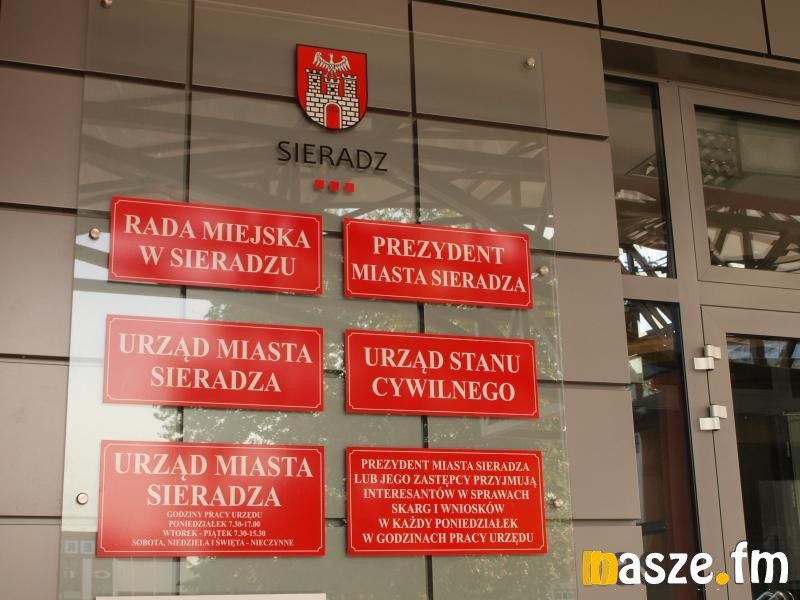 SIERADZ
RADA MIEJSKA
W SIERADZU
PREZYDENT
MIASTA SIERADZA
URZĄD MIASTA
SIERADZA
URZĄD STANU
CYWILNEGO
URZĄD MIASTA
SIERADZA
GODZINY PRACY URZĘDU
PONIEDZIAŁEK 7.30-17.00
WTOREK - PIĄTEK 7.30-15.30
SOBOTA, NIEDZIELA I ŚWIĘTA - NIECZYNNE
PREZYDENT MIASTA SIERADZA
LUB JEGO ZASTĘPCY PRZYJMUJĄ
INTERESANTÓW W SPRAWACH
SKARG I WNIOSKÓW
W KAŻDY PONIEDZIAŁEK
W GODZINACH PRACY URZĘDU
nasze.fm